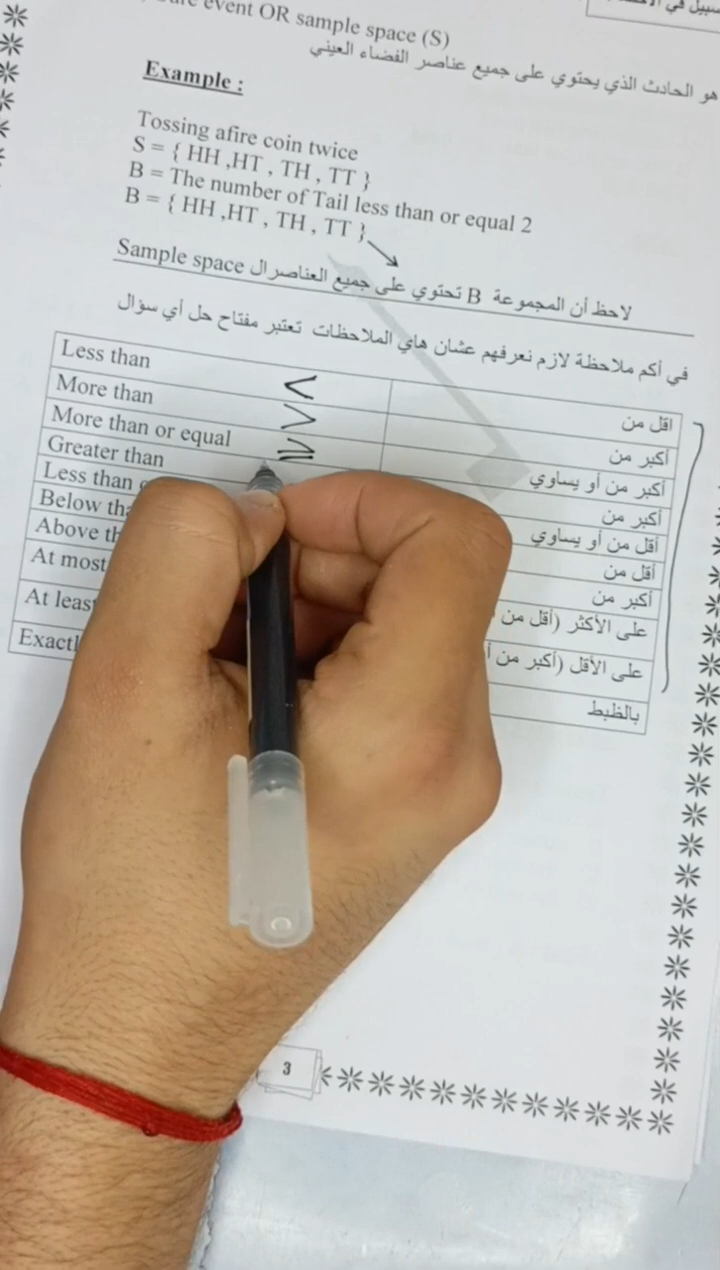 event OR sample space (S)
هو الحادث الذي يحتوي على جميع عناصر الفضاء العيني
Example :
Tossing afire coin twice
S = { HH ,HT , TH , TT }
B = The number of Tail less than or equal 2
B = { HH ,HT , TH , TT }
لاحظ أن المجموعة B تحتوي على جميع العناصرال Sample space
في أكم ملاحظة لازم نعرفهم عشان هاي الملاحظات تعتبر مفتاح حل أي سؤال
Less than < اقل من
More than > أكبر من
More than or equal ≥ أكبر من أو يساوي
Greater than أكبر من
Less than أقل من أو يساوي
Below أقل من
Above أكبر من
At most على الأكثر (أقل من
At least على الأقل (أكبر من
Exactl بالظبط
3